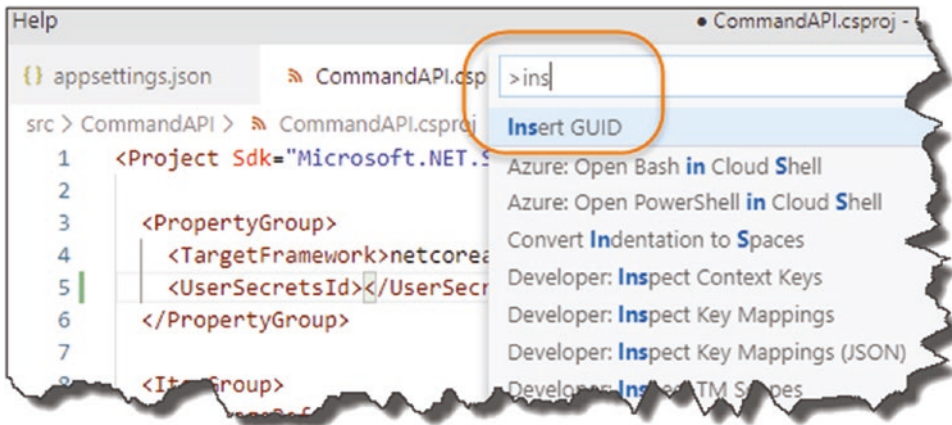 Help
● CommandAPI.csproj -
{} appsettings.json
CommandAPI.csp
>ins
src > CommandAPI > CommandAPI.csproj
Insert GUID
1 <Project Sdk="Microsoft.NET.S
Azure: Open Bash in Cloud Shell
2
Azure: Open PowerShell in Cloud Shell
3 <PropertyGroup>
Convert Indentation to Spaces
4 <TargetFramework>netcorea
Developer: Inspect Context Keys
5 <UserSecretsId></UserSecr
Developer: Inspect Key Mappings
6 </PropertyGroup>
Developer: Inspect Key Mappings (JSON)
7
Developer:
8